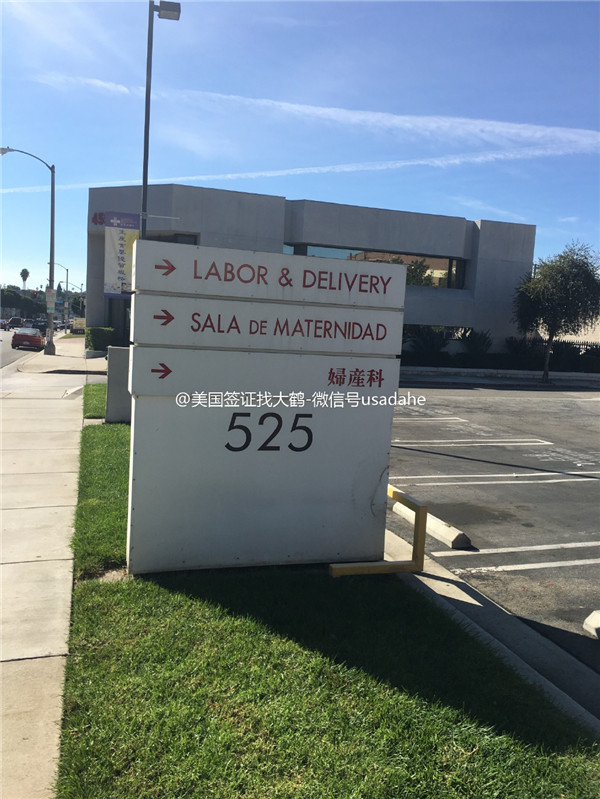 → LABOR & DELIVERY
→ SALA DE MATERNIDAD
→ 婦產科
@美国签证找大鹤-微信号usadahe
525